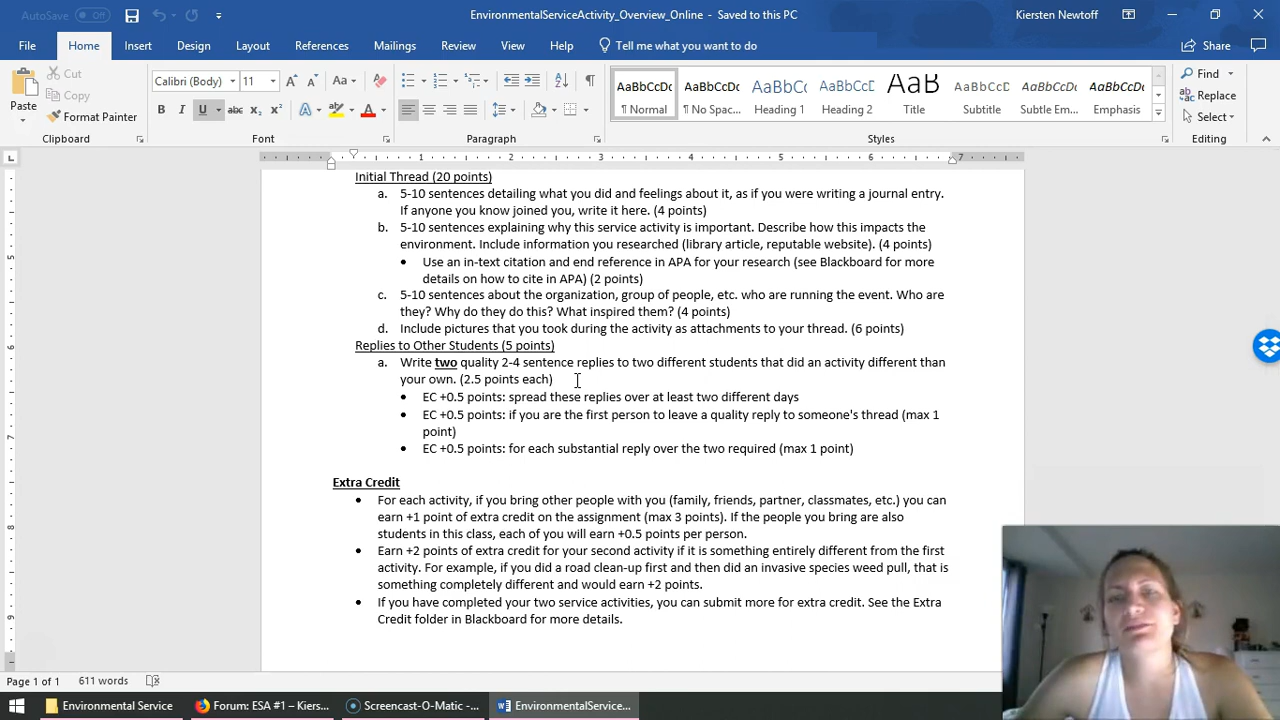 AutoSave Off EnvironmentalServiceActivity_Overview_Online - Saved to this PC Kiersten Newtoff
File Home Insert Design Layout References Mailings Review View Help Tell me what you want to do Share
Cut Calibri (Body) 11 Aa AaBbCcDc AaBbCcDc AaBbCc AaBbCcC AaB AaBbCcD AaBbCcDc AaBbCcDc Find
Paste Copy Replace
Format Painter B I U abc x₂ x² A A ¶ Normal ¶ No Spac... Heading 1 Heading 2 Title Subtitle Subtle Em... Emphasis Select
Clipboard Font Paragraph Styles Editing
1 2 3 4 5 6 7
Initial Thread (20 points)
a. 5-10 sentences detailing what you did and feelings about it, as if you were writing a journal entry.
If anyone you know joined you, write it here. (4 points)
b. 5-10 sentences explaining why this service activity is important. Describe how this impacts the
environment. Include information you researched (library article, reputable website). (4 points)
• Use an in-text citation and end reference in APA for your research (see Blackboard for more
details on how to cite in APA) (2 points)
c. 5-10 sentences about the organization, group of people, etc. who are running the event. Who are
they? Why do they do this? What inspired them? (4 points)
d. Include pictures that you took during the activity as attachments to your thread. (6 points)
Replies to Other Students (5 points)
a. Write two quality 2-4 sentence replies to two different students that did an activity different than
your own. (2.5 points each)
• EC +0.5 points: spread these replies over at least two different days
• EC +0.5 points: if you are the first person to leave a quality reply to someone's thread (max 1
point)
• EC +0.5 points: for each substantial reply over the two required (max 1 point)
Extra Credit
• For each activity, if you bring other people with you (family, friends, partner, classmates, etc.) you can
earn +1 point of extra credit on the assignment (max 3 points). If the people you bring are also
students in this class, each of you will earn +0.5 points per person.
• Earn +2 points of extra credit for your second activity if it is something entirely different from the first
activity. For example, if you did a road clean-up first and then did an invasive species weed pull, that is
something completely different and would earn +2 points.
• If you have completed your two service activities, you can submit more for extra credit. See the Extra
Credit folder in Blackboard for more details.
Page 1 of 1 611 words
Environmental Service Forum: ESA #1 – Kiers... Screencast-O-Matic -... EnvironmentalService...